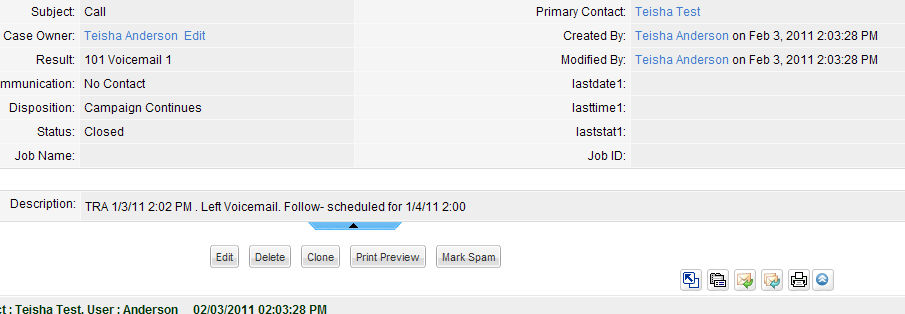 Subject: Call Primary Contact: Teisha Test
Case Owner: Teisha Anderson Edit Created By: Teisha Anderson on Feb 3, 2011 2:03:28 PM
Result: 101 Voicemail 1 Modified By: Teisha Anderson on Feb 3, 2011 2:03:28 PM
mmunication: No Contact lastdate1:
Disposition: Campaign Continues lasttime1:
Status: Closed laststat1:
Job Name: Job ID:
Description: TRA 1/3/11 2:02 PM . Left Voicemail. Follow- scheduled for 1/4/11 2:00
Edit Delete Clone Print Preview Mark Spam
ct : Teisha Test, User : Anderson 02/03/2011 02:03:28 PM